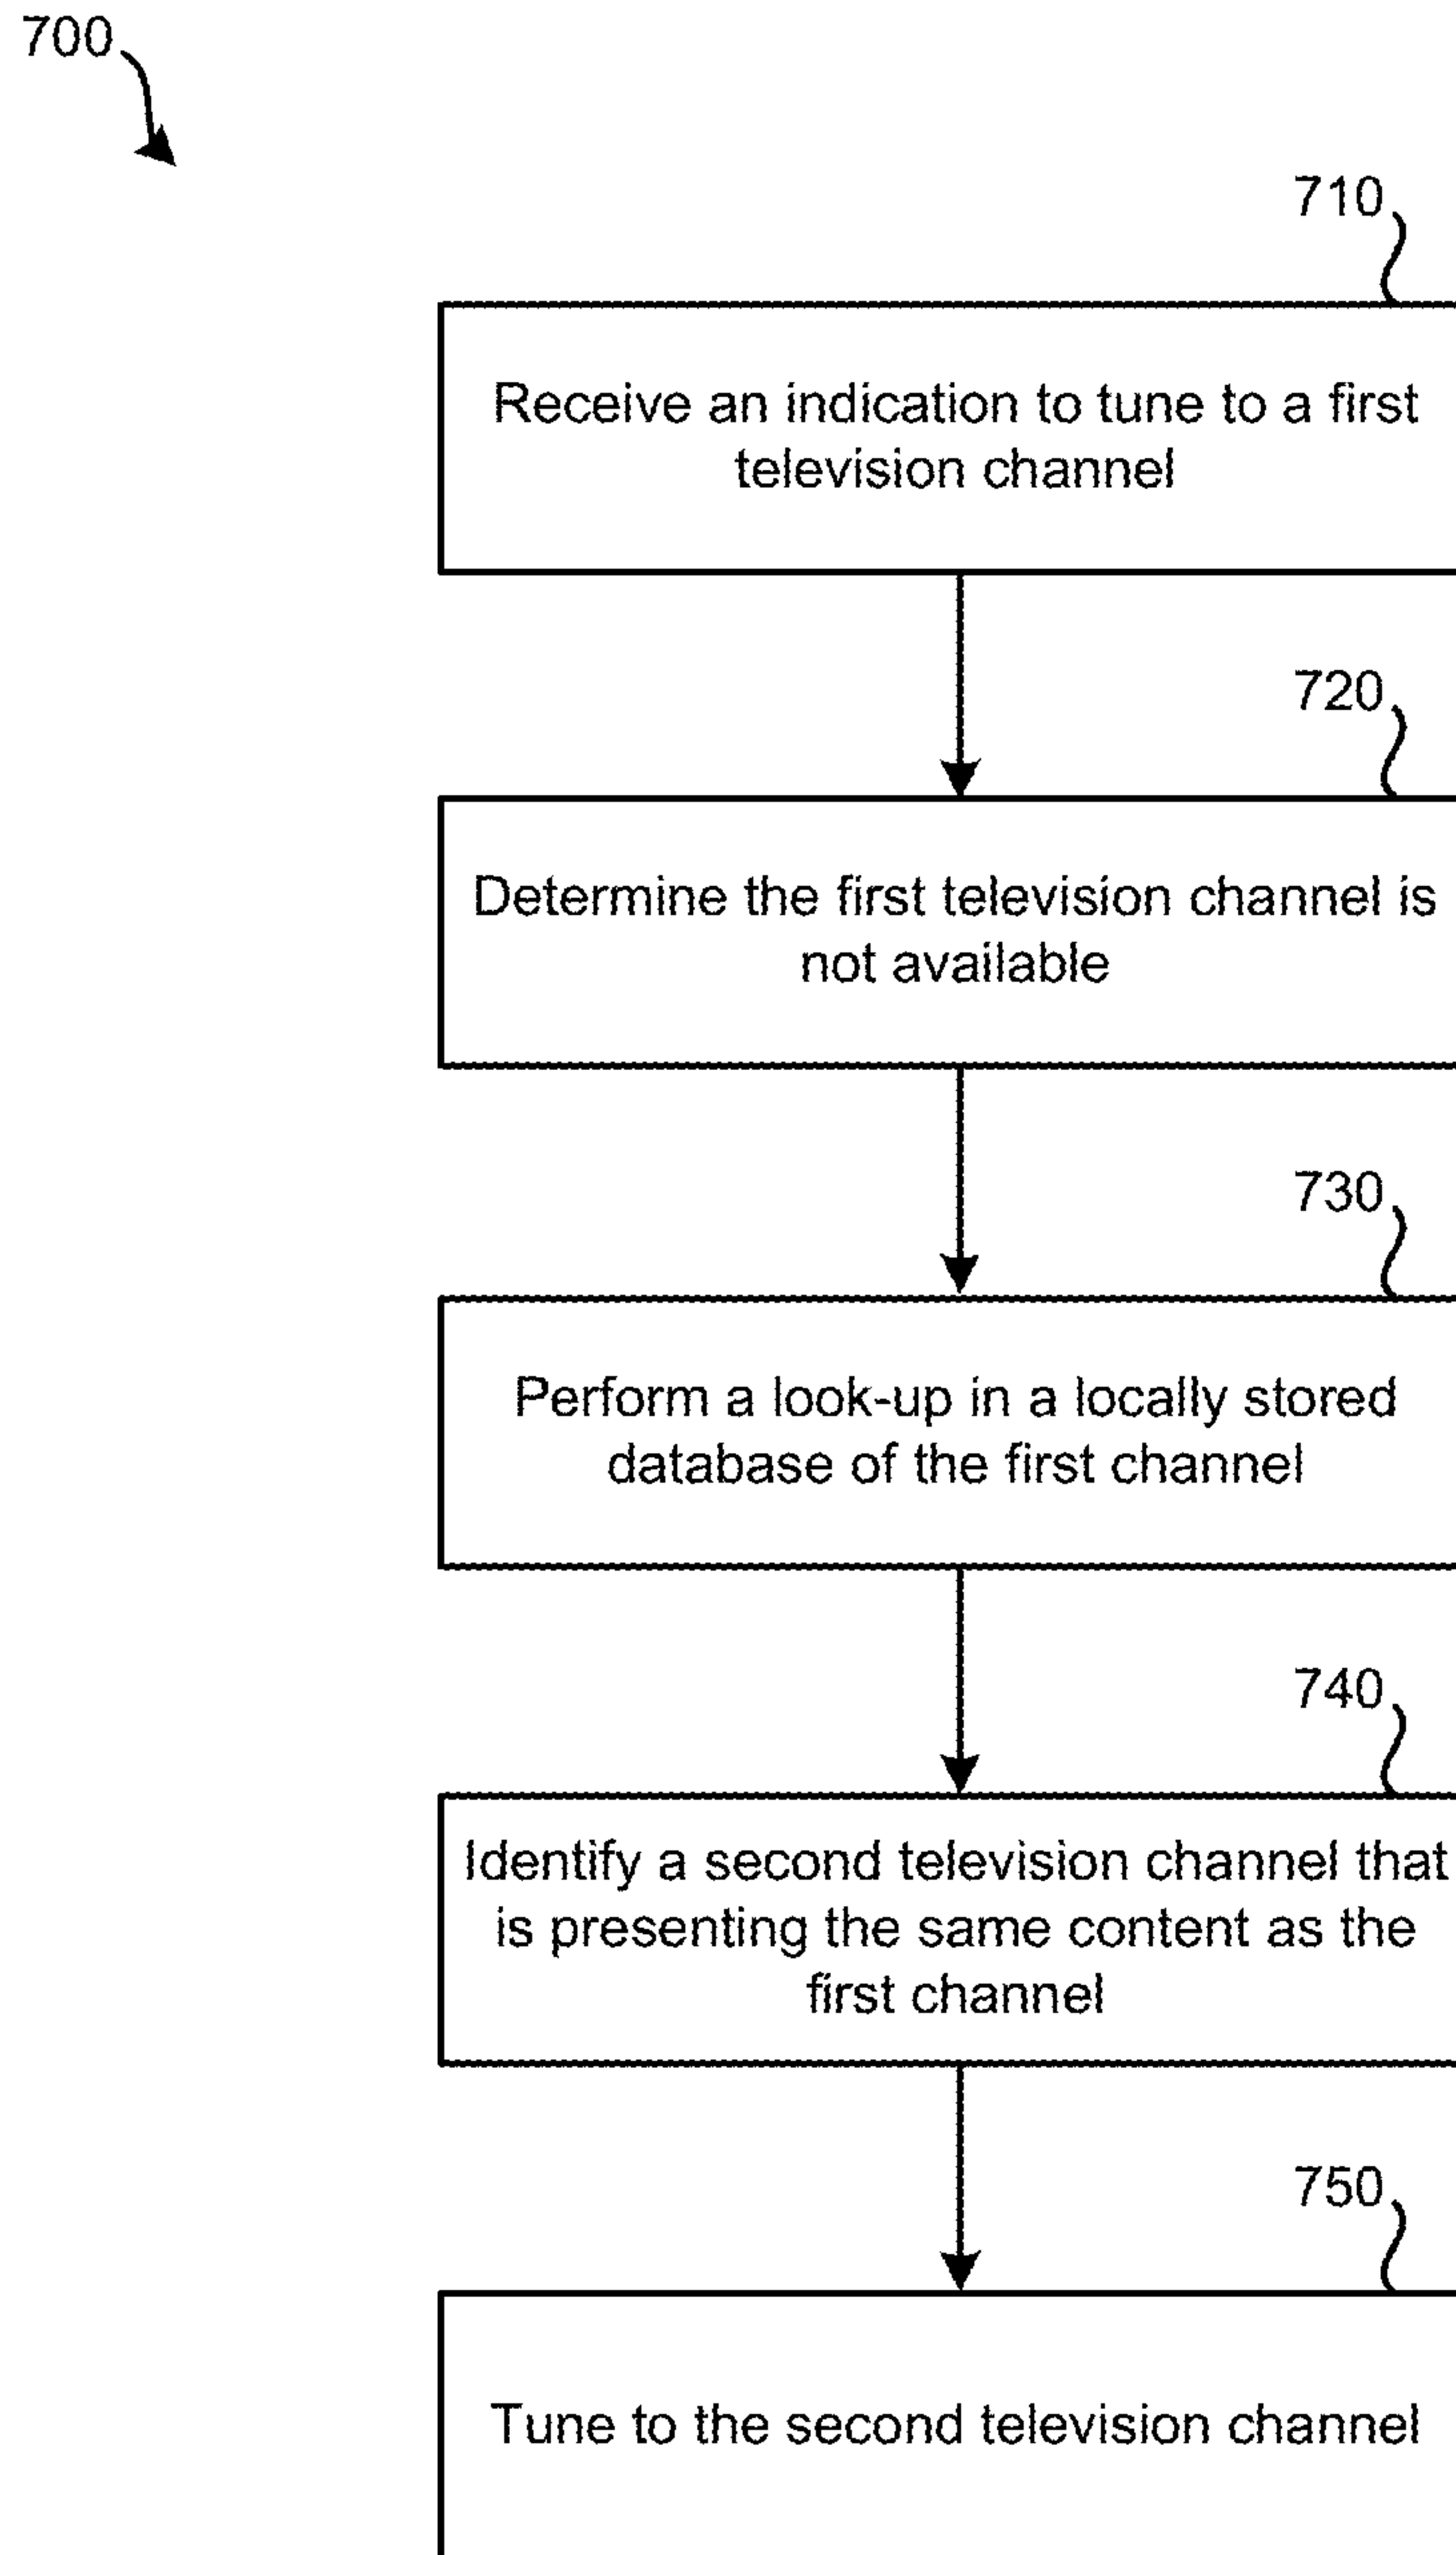 700
710
Receive an indication to tune to a first
television channel
720
Determine the first television channel is
not available
730
Perform a look-up in a locally stored
database of the first channel
740
Identify a second television channel that
is presenting the same content as the
first channel
750
Tune to the second television channel